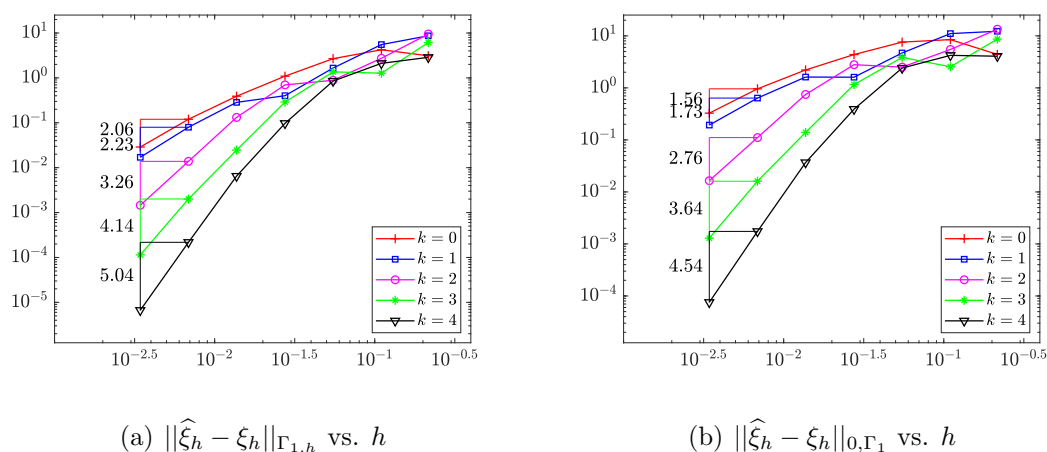 10^1
10^0
10^-1
10^-2
10^-3
10^-4
10^-5
2.06
2.23
3.26
4.14
5.04
k = 0
k = 1
k = 2
k = 3
k = 4
10^-2.5 10^-2 10^-1.5 10^-1 10^-0.5
(a) ||ξ̂_h − ξ_h||_Γ_{1,h} vs. h
10^1
10^0
10^-1
10^-2
10^-3
10^-4
1.56
1.73
2.76
3.64
4.54
k = 0
k = 1
k = 2
k = 3
k = 4
10^-2.5 10^-2 10^-1.5 10^-1 10^-0.5
(b) ||ξ̂_h − ξ_h||_{0,Γ_1} vs. h